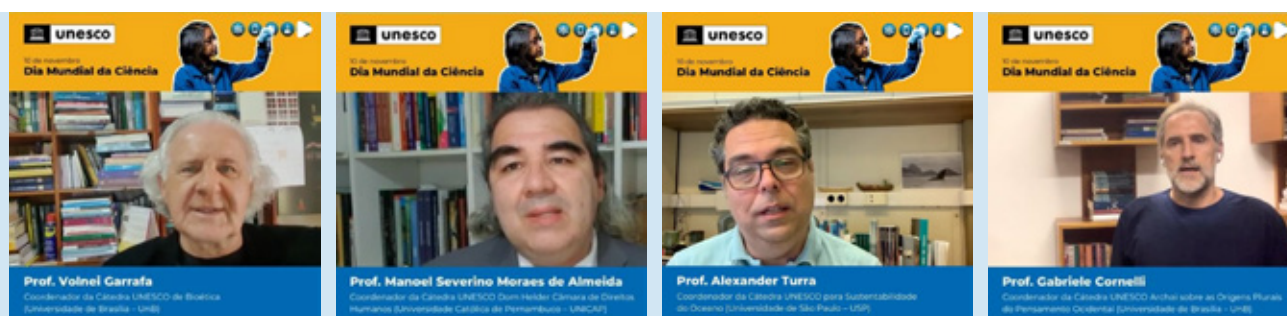 unesco
10 de novembro
Dia Mundial da Ciência
Prof. Volnei Garrafa
Coordenador da Cátedra UNESCO de Bioética
(Universidade de Brasília - UnB)
unesco
10 de novembro
Dia Mundial da Ciência
Prof. Manoel Severino Moraes de Almeida
Coordenador da Cátedra UNESCO Dom Helder Câmara de Direitos
Humanos (Universidade Católica de Pernambuco - UNICAP)
unesco
10 de novembro
Dia Mundial da Ciência
Prof. Alexander Turra
Coordenador da Cátedra UNESCO para Sustentabilidade
do Oceano (Universidade de São Paulo – USP)
unesco
10 de novembro
Dia Mundial da Ciência
Prof. Gabriele Cornelli
Coordenador da Cátedra UNESCO Archai sobre as Origens Plurais
do Pensamento Ocidental (Universidade de Brasília - UnB)